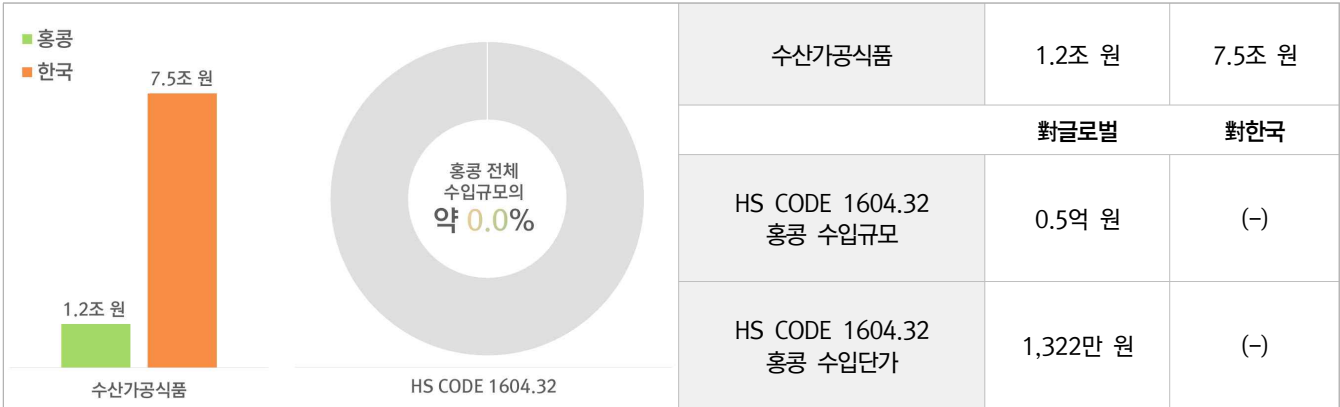 홍콩
한국
7.5조 원
1.2조 원
수산가공식품
홍콩 전체
수입규모의
약 0.0%
HS CODE 1604.32
수산가공식품 1.2조 원 7.5조 원
對글로벌 對한국
HS CODE 1604.32
홍콩 수입규모
0.5억 원 (-)
HS CODE 1604.32
홍콩 수입단가
1,322만 원 (-)